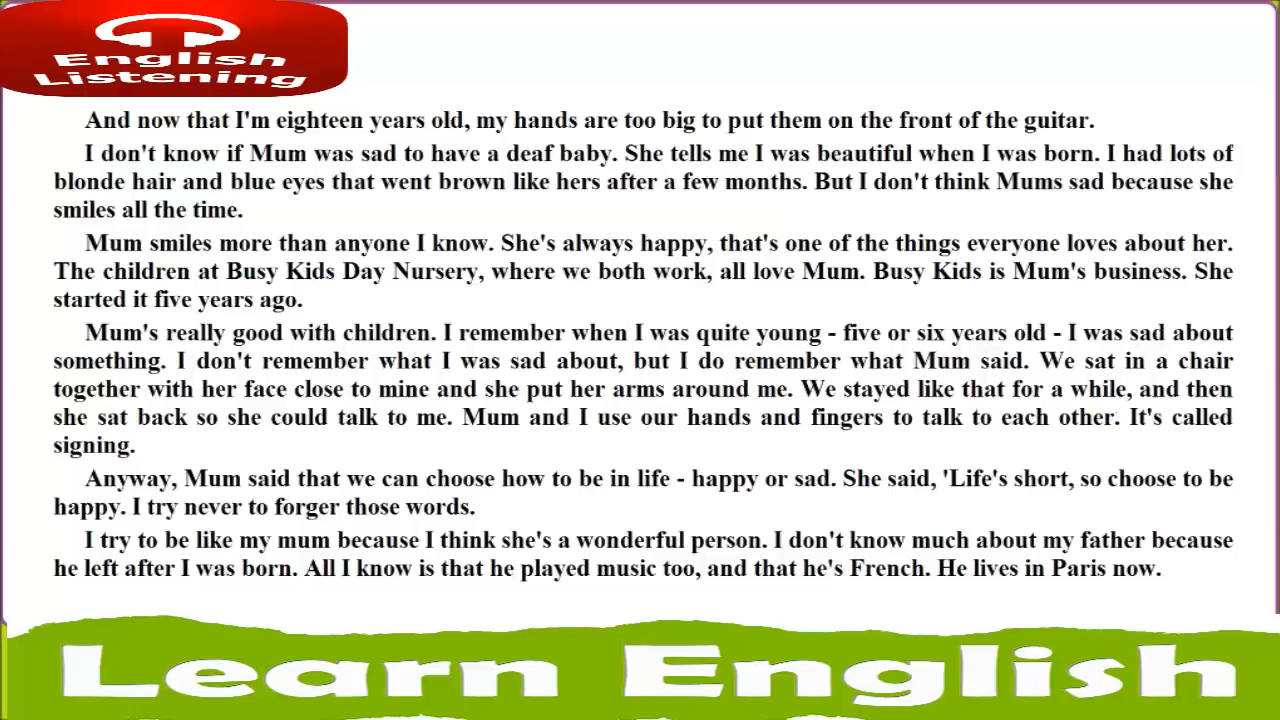 English
Listening
And now that I'm eighteen years old, my hands are too big to put them on the front of the guitar.
I don't know if Mum was sad to have a deaf baby. She tells me I was beautiful when I was born. I had lots of
blonde hair and blue eyes that went brown like hers after a few months. But I don't think Mums sad because she
smiles all the time.
Mum smiles more than anyone I know. She's always happy, that's one of the things everyone loves about her.
The children at Busy Kids Day Nursery, where we both work, all love Mum. Busy Kids is Mum's business. She
started it five years ago.
Mum's really good with children. I remember when I was quite young - five or six years old - I was sad about
something. I don't remember what I was sad about, but I do remember what Mum said. We sat in a chair
together with her face close to mine and she put her arms around me. We stayed like that for a while, and then
she sat back so she could talk to me. Mum and I use our hands and fingers to talk to each other. It's called
signing.
Anyway, Mum said that we can choose how to be in life - happy or sad. She said, 'Life's short, so choose to be
happy. I try never to forger those words.
I try to be like my mum because I think she's a wonderful person. I don't know much about my father because
he left after I was born. All I know is that he played music too, and that he's French. He lives in Paris now.
Learn English